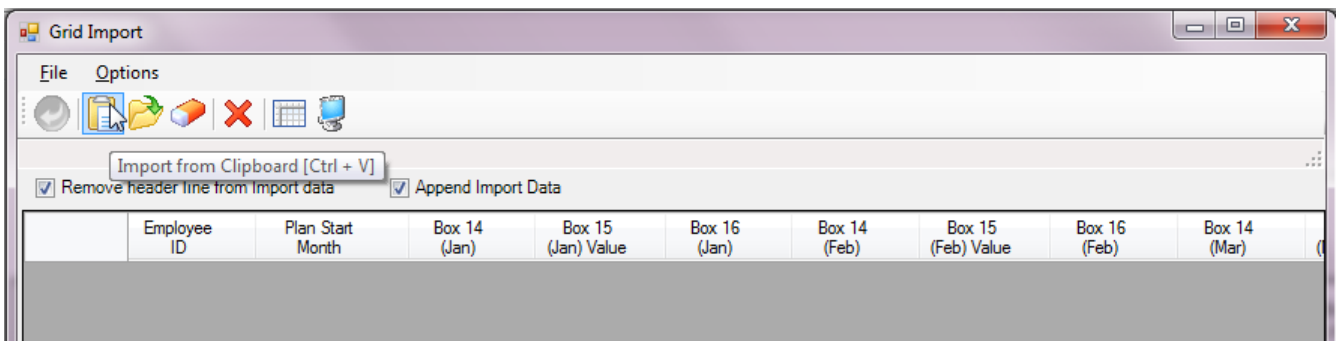 Grid Import
File Options
Import from Clipboard [Ctrl + V]
Remove header line from Import data Append Import Data
Employee ID Plan Start Month Box 14 (Jan) Box 15 (Jan) Value Box 16 (Jan) Box 14 (Feb) Box 15 (Feb) Value Box 16 (Feb) Box 14 (Mar)